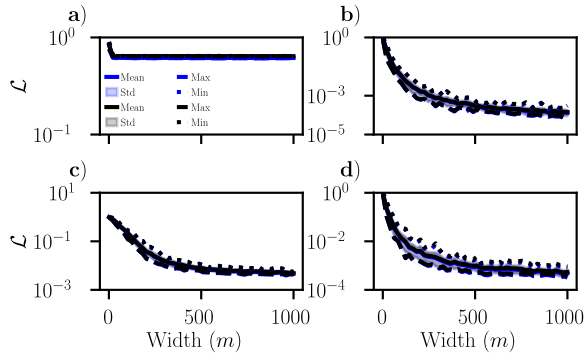 a)
b)
10^0
10^-1
ℒ
Mean
Max
Std
Min
Mean
Max
Std
Min
10^0
10^-3
10^-5
c)
d)
10^1
10^-1
10^-3
ℒ
0
500
1000
Width (m)
10^0
10^-2
10^-4
0
500
1000
Width (m)